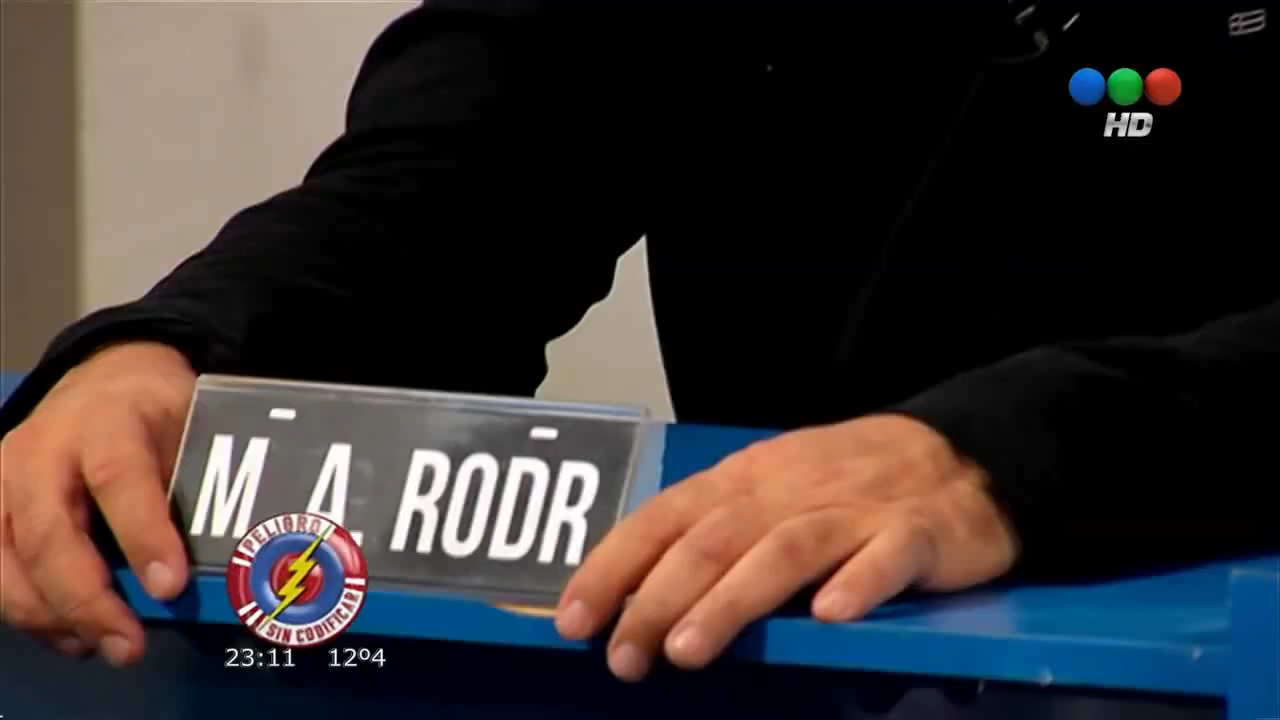 HD
M. A. RODR
PELIGRO
SIN CODIFICAR
23:11 12º4